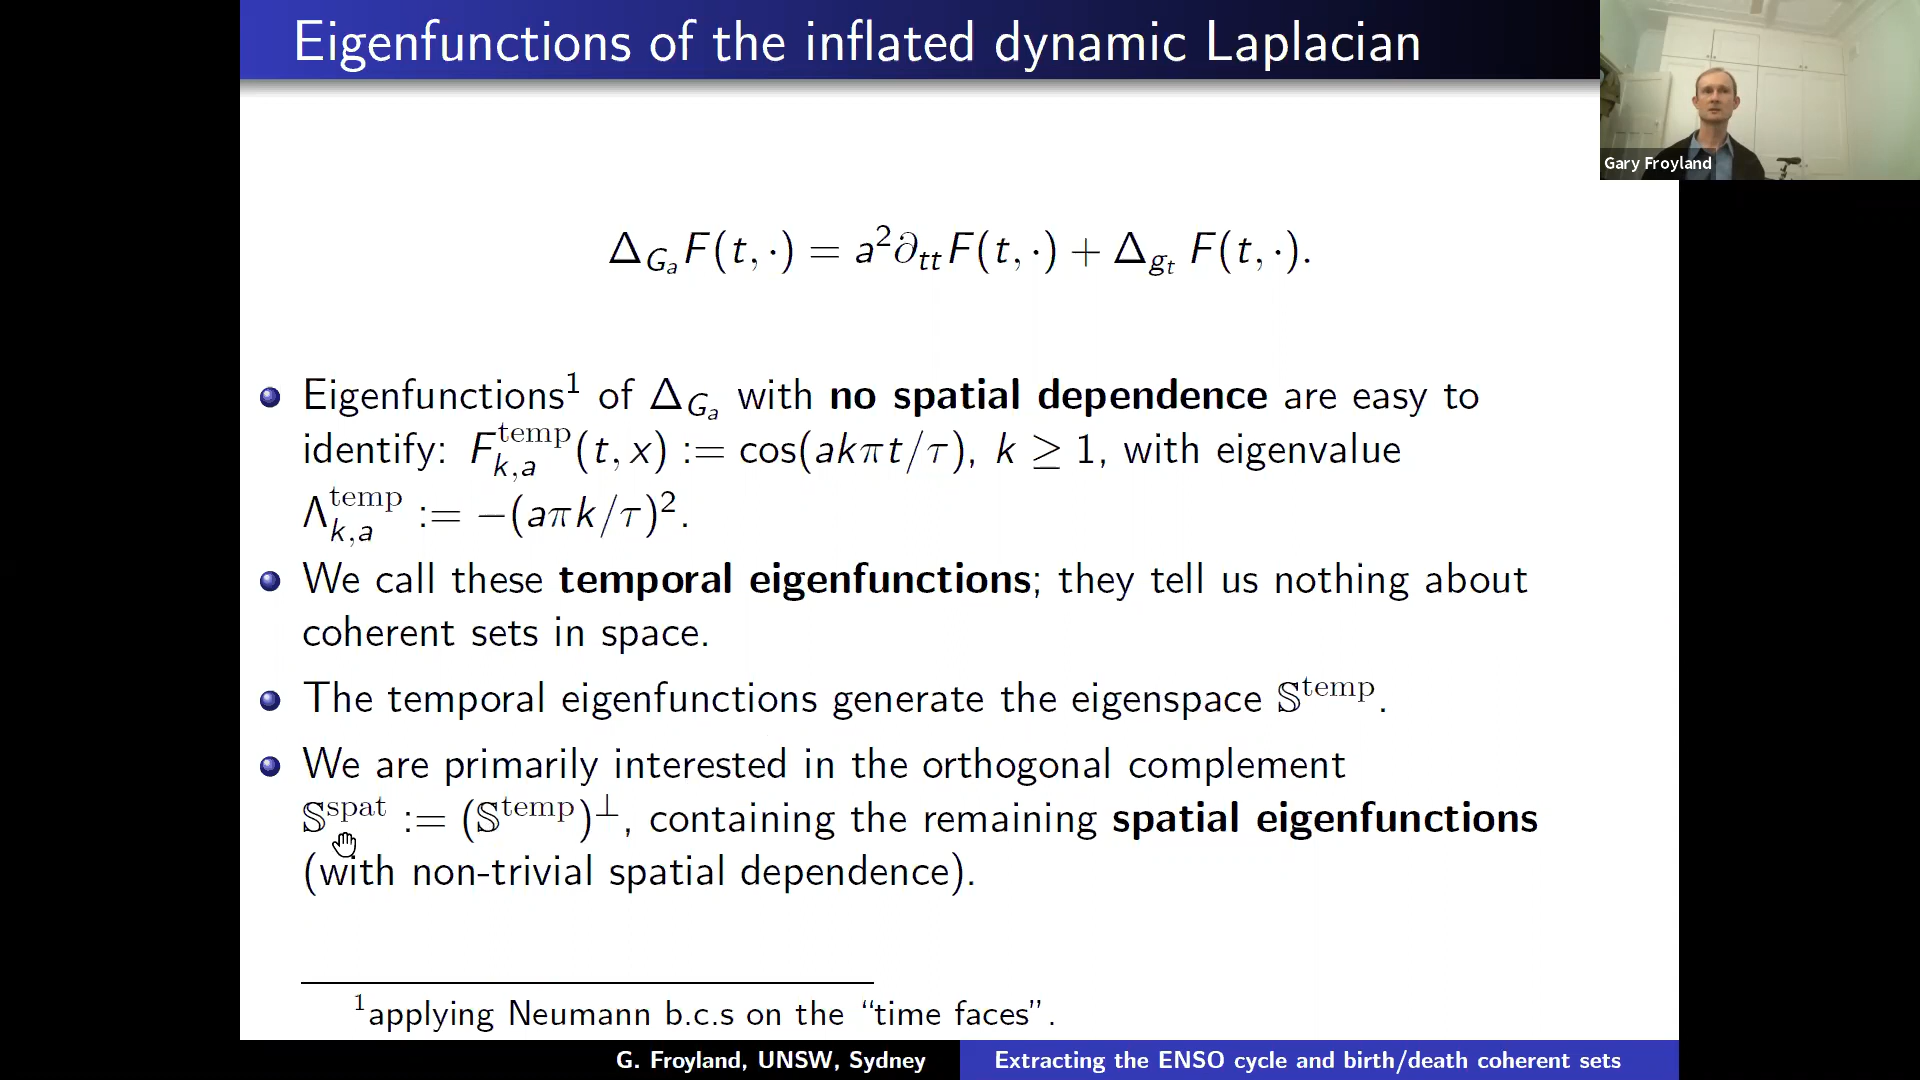 Eigenfunctions of the inflated dynamic Laplacian
Gary Froyland
Δ_{G_a} F(t, ·) = a²∂_{tt} F(t, ·) + Δ_{g_t} F(t, ·).
Eigenfunctions¹ of Δ_{G_a} with no spatial dependence are easy to
identify: F_{k,a}^{temp}(t, x) := cos(akπt/τ), k ≥ 1, with eigenvalue
Λ_{k,a}^{temp} := −(aπk/τ)².
We call these temporal eigenfunctions; they tell us nothing about
coherent sets in space.
The temporal eigenfunctions generate the eigenspace 𝕊^{temp}.
We are primarily interested in the orthogonal complement
𝕊^{spat} := (𝕊^{temp})^⊥, containing the remaining spatial eigenfunctions
(with non-trivial spatial dependence).
¹applying Neumann b.c.s on the “time faces”.
G. Froyland, UNSW, Sydney
Extracting the ENSO cycle and birth/death coherent sets